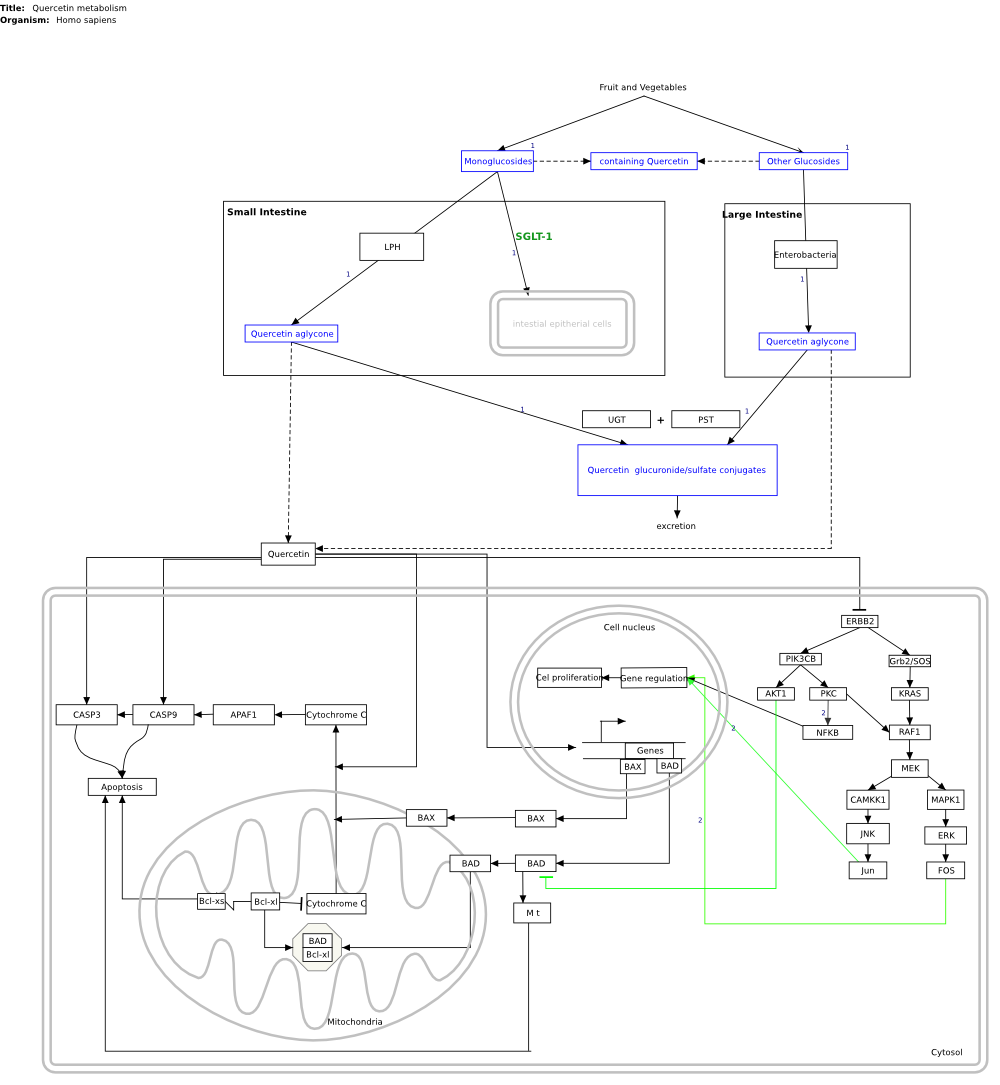 Title: Quercetin metabolism
Organism: Homo sapiens
Fruit and Vegetables
1
1
Monoglucosides
containing Quercetin
Other Glucosides
Small Intestine
Large Intestine
SGLT-1
LPH
1
Enterobacteria
1
1
intestial epitherial cells
Quercetin aglycone
Quercetin aglycone
1
1
UGT
+
PST
Quercetin glucuronide/sulfate conjugates
excretion
Quercetin
Cell nucleus
ERBB2
PIK3CB
Grb2/SOS
Cel proliferation
Gene regulation
AKT1
PKC
KRAS
CASP3
CASP9
APAF1
Cytochrome C
2
2
NFKB
RAF1
Genes
BAX
BAD
MEK
Apoptosis
CAMKK1
MAPK1
BAX
BAX
2
JNK
ERK
BAD
BAD
Jun
FOS
Bcl-xs
Bcl-xl
Cytochrome C
M t
BAD
Bcl-xl
Mitochondria
Cytosol